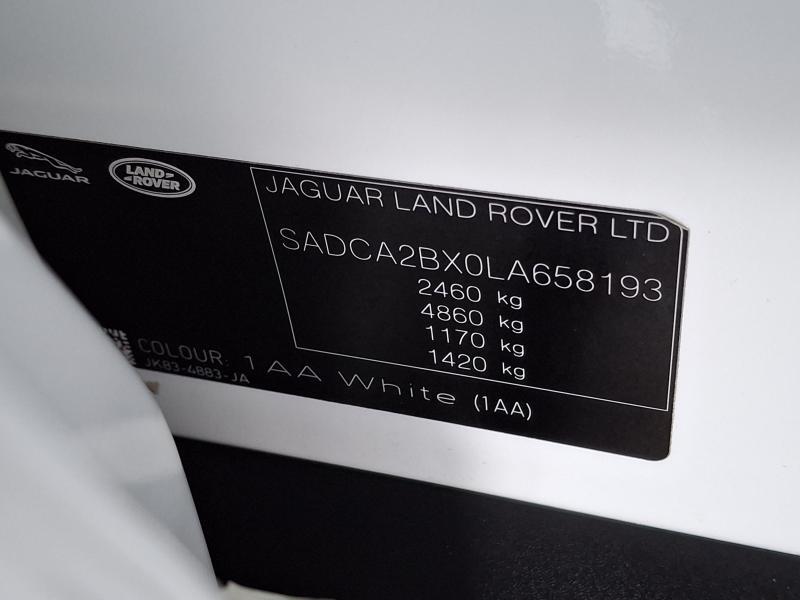 JAGUAR
LAND ROVER
JAGUAR LAND ROVER LTD
SADCA2BX0LA658193
2460 kg
4860 kg
1170 kg
1420 kg
COLOUR: 1AA White (1AA)
JK83-4883-JA